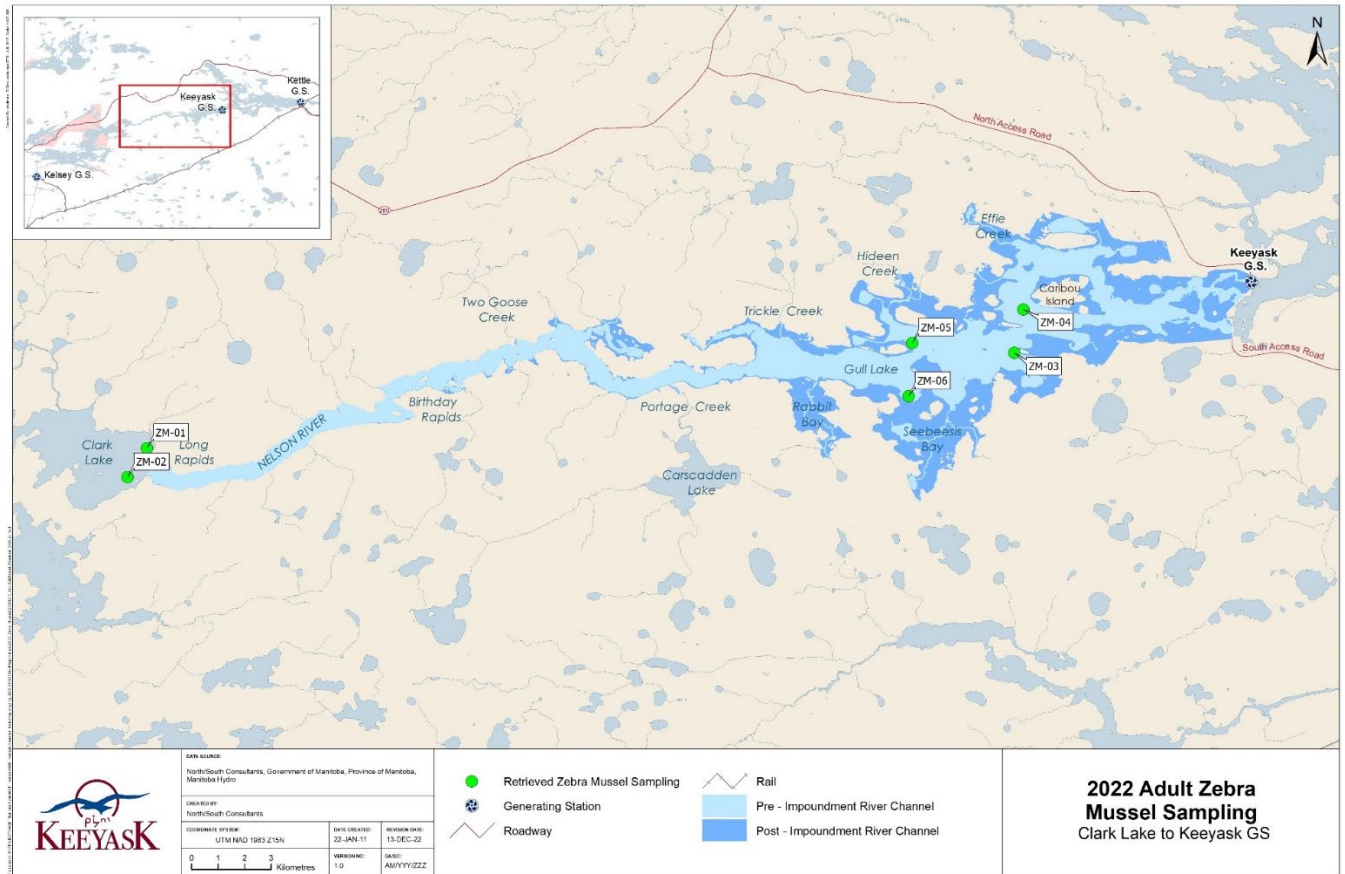 Kettle
G.S.
Keeyask
G.S.
Kelsey G.S.
N
North Access Road
280
Effie
Creek
Keeyask
G.S.
Hideen
Creek
Caribou
Island
Two Goose
Creek
Trickle Creek
ZM-05
ZM-04
South Access Road
Gull Lake
ZM-03
ZM-06
Birthday
Rapids
Portage Creek
Rabbit
Bay
Seebeesis
Bay
NELSON RIVER
Clark
Lake
ZM-01
Long
Rapids
ZM-02
Carscadden
Lake
KEEYASK
DATA SOURCE:
North/South Consultants, Government of Manitoba, Province of Manitoba,
Manitoba Hydro
CREATED BY:
North/South Consultants
COORDINATE SYSTEM:
UTM NAD 1983 Z15N
DATE CREATED:
22-JAN-11
REVISION DATE:
13-DEC-22
0 1 2 3 Kilometres
VERSION NO:
1.0
QA/QC:
AM/YYY/ZZZ
Retrieved Zebra Mussel Sampling
Generating Station
Roadway
Rail
Pre - Impoundment River Channel
Post - Impoundment River Channel
2022 Adult Zebra
Mussel Sampling
Clark Lake to Keeyask GS